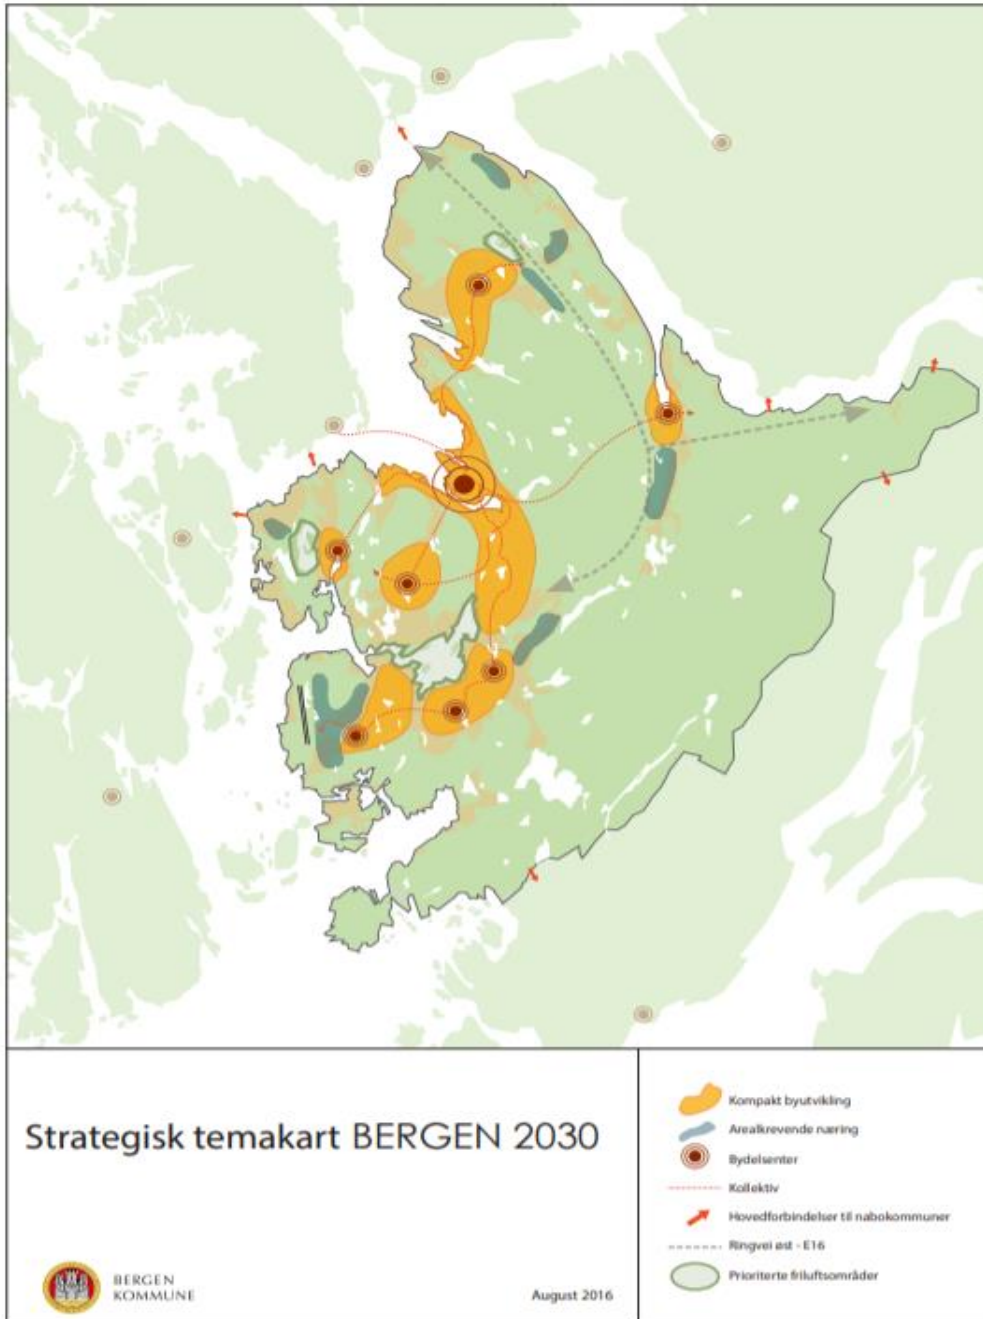 Strategisk temakart BERGEN 2030
BERGEN
KOMMUNE
August 2016
Kompakt byutvikling
Arealkrevende næring
Bydelsenter
Kollektiv
Hovedforbindelser til nabokommuner
Ringvei øst - E16
Prioriterte friluftsområder